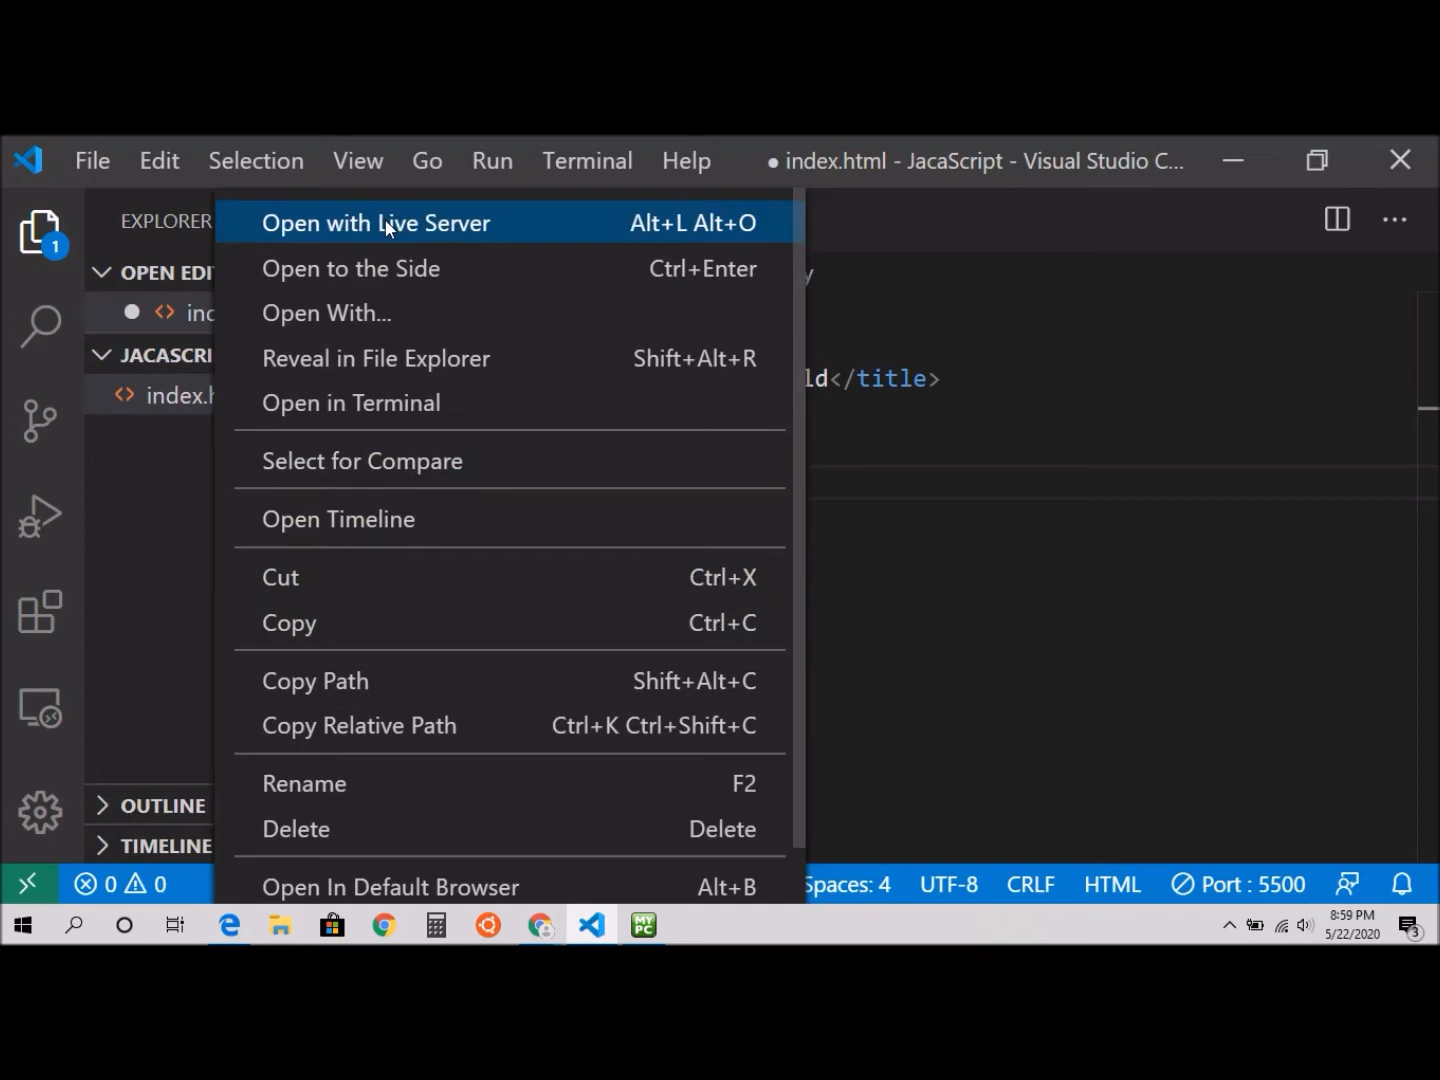 File Edit Selection View Go Run Terminal Help ● index.html - JacaScript - Visual Studio C...
EXPLORER
1
OPEN EDI
inc
JACASCRI
index.h
OUTLINE
TIMELINE
Open with Live Server Alt+L Alt+O
Open to the Side Ctrl+Enter
Open With...
Reveal in File Explorer Shift+Alt+R
Open in Terminal
Select for Compare
Open Timeline
Cut Ctrl+X
Copy Ctrl+C
Copy Path Shift+Alt+C
Copy Relative Path Ctrl+K Ctrl+Shift+C
Rename F2
Delete Delete
Open In Default Browser Alt+B
y
ld</title>
0 0 Spaces: 4 UTF-8 CRLF HTML Port : 5500
MY
PC
8:59 PM
5/22/2020
3